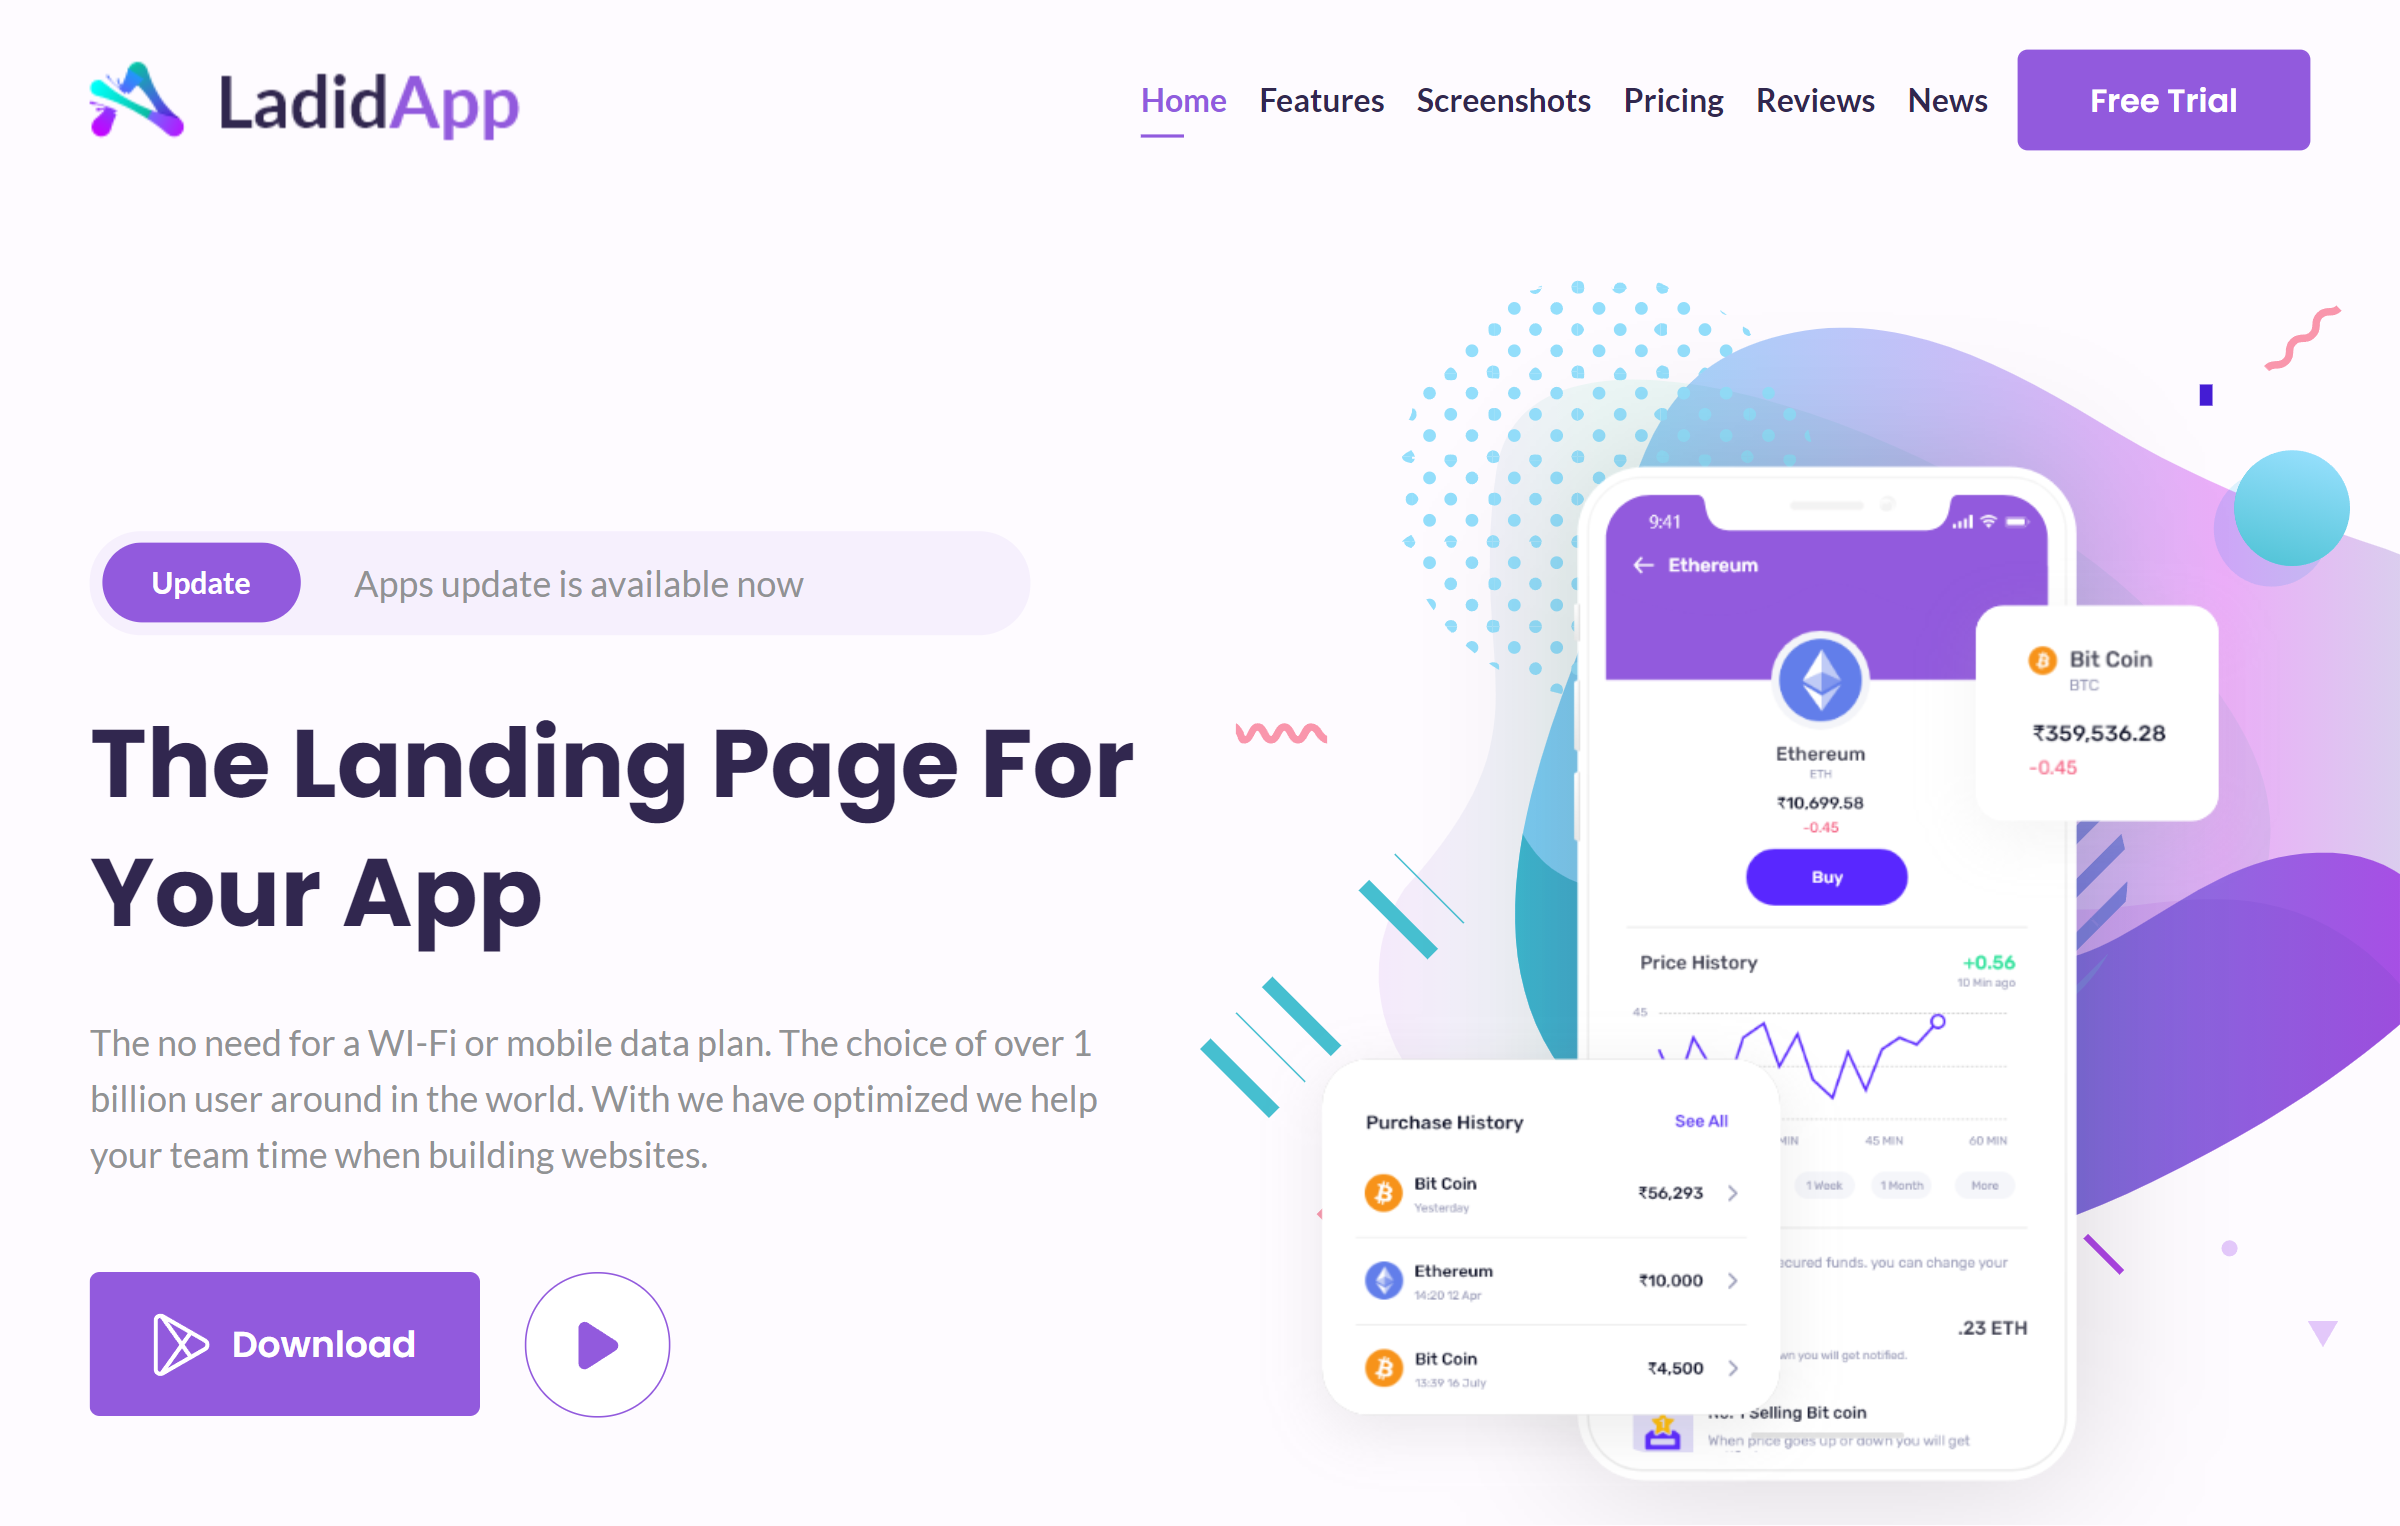 LadidApp
Home Features Screenshots Pricing Reviews News Free Trial
Update Apps update is available now
The Landing Page For
Your App
The no need for a WI-Fi or mobile data plan. The choice of over 1
billion user around in the world. With we have optimized we help
your team time when building websites.
Download
9:41
Ethereum
Ethereum
ETH
₹10,699.58
-0.45
Buy
Bit Coin
BTC
₹359,536.28
-0.45
Price History +0.56
10 Min ago
45
45 MIN 60 MIN
1 Week 1 Month More
funds. you can change your
.23 ETH
you will get notified.
Selling Bit coin
When price goes up or down you will get
Purchase History See All
Bit Coin ₹56,293
Yesterday
Ethereum ₹10,000
14:20 12 Apr
Bit Coin ₹4,500
13:39 16 July